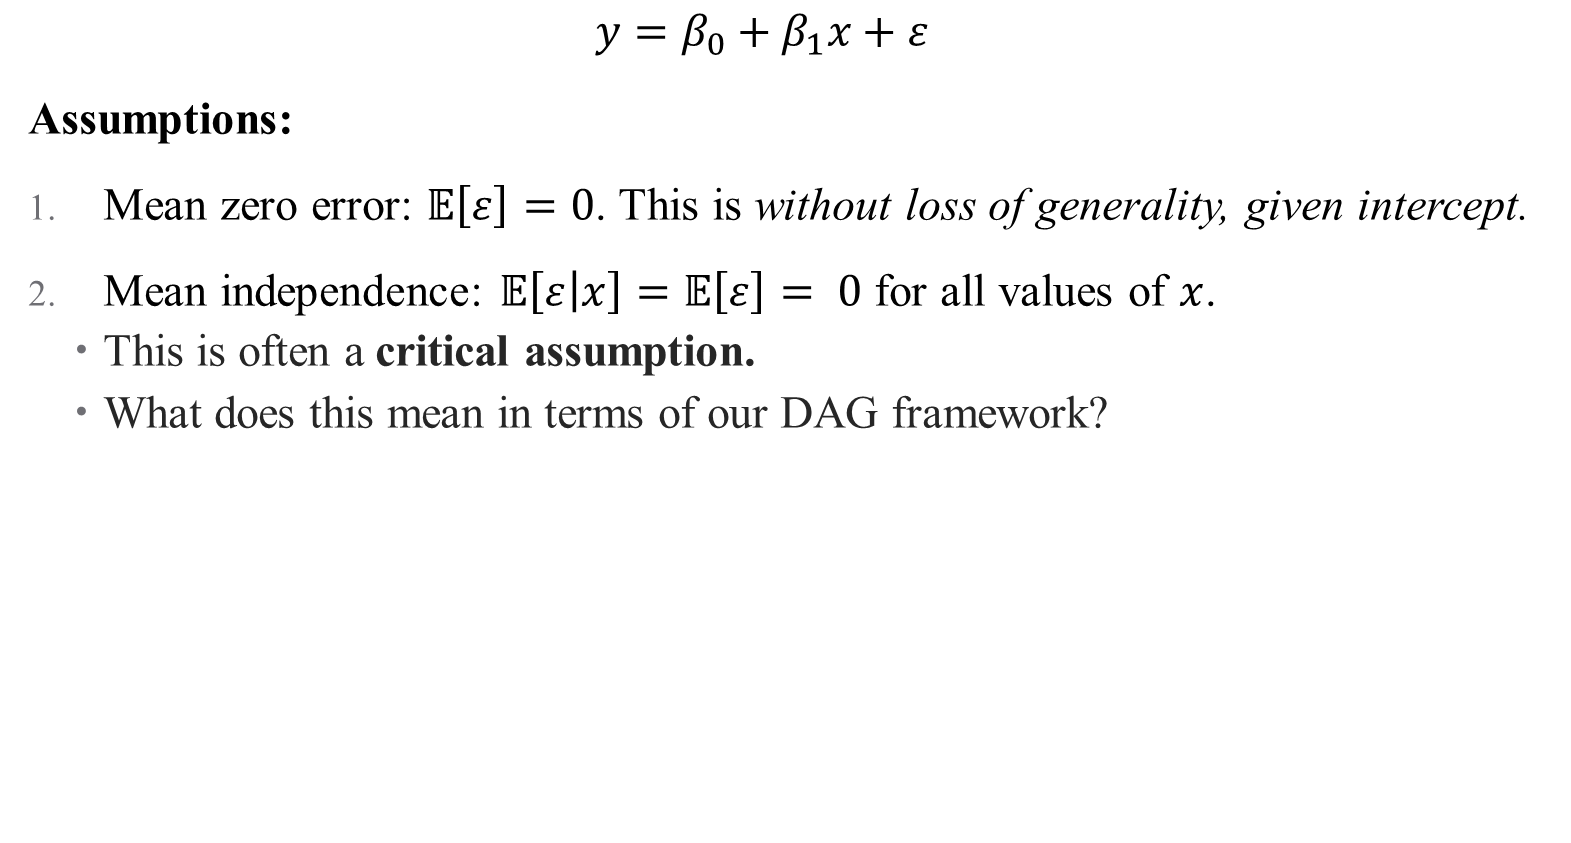 y = β₀ + β₁x + ε
Assumptions:
1. Mean zero error: 𝔼[ε] = 0. This is without loss of generality, given intercept.
2. Mean independence: 𝔼[ε|x] = 𝔼[ε] = 0 for all values of x.
• This is often a critical assumption.
• What does this mean in terms of our DAG framework?